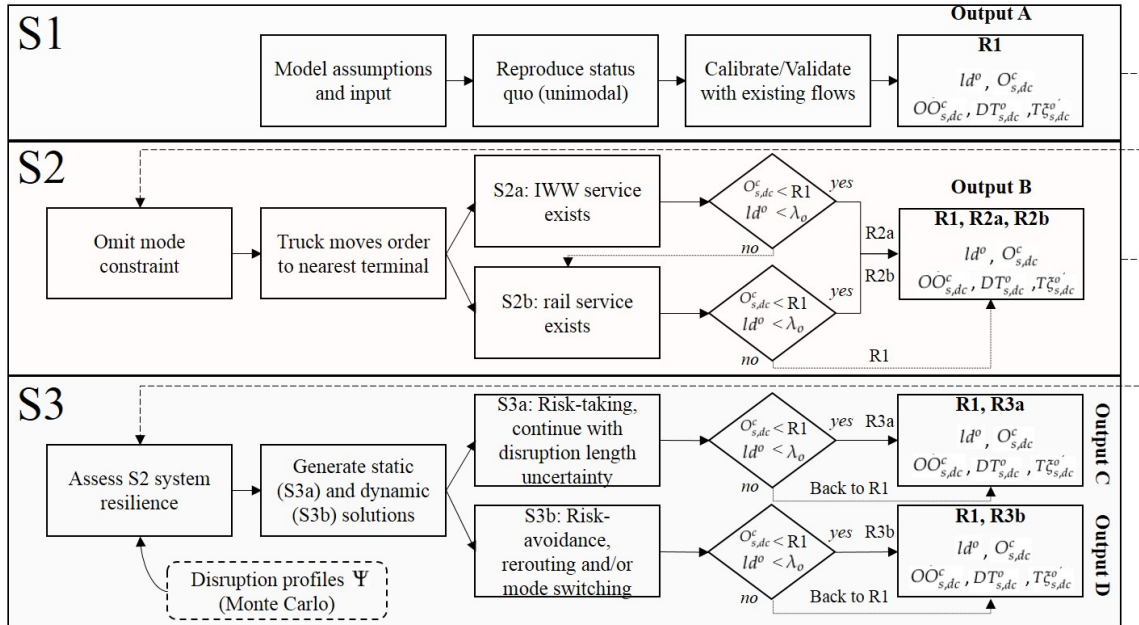 S1
Model assumptions
and input
Reproduce status
quo (unimodal)
Calibrate/Validate
with existing flows
Output A
R1
ld^o , O^c_{s,dc}
OO^c_{s,dc} , DT^o_{s,dc} , Tξ^{o'}_{s,dc}
S2
Omit mode
constraint
Truck moves order
to nearest terminal
S2a: IWW service
exists
O^c_{s,dc} < R1
ld^o < λ_o
yes
no
R2a
S2b: rail service
exists
O^c_{s,dc} < R1
ld^o < λ_o
yes
no
R2b
R1
Output B
R1, R2a, R2b
ld^o , O^c_{s,dc}
OO^c_{s,dc} , DT^o_{s,dc} , Tξ^{o'}_{s,dc}
S3
Assess S2 system
resilience
Disruption profiles Ψ
(Monte Carlo)
Generate static
(S3a) and dynamic
(S3b) solutions
S3a: Risk-taking,
continue with
disruption length
uncertainty
O^c_{s,dc} < R1
ld^o < λ_o
yes
R3a
no
Back to R1
R1, R3a
ld^o , O^c_{s,dc}
OO^c_{s,dc} , DT^o_{s,dc} , Tξ^{o'}_{s,dc}
Output C
S3b: Risk-
avoidance,
rerouting and/or
mode switching
O^c_{s,dc} < R1
ld^o < λ_o
yes
R3b
no
Back to R1
R1, R3b
ld^o , O^c_{s,dc}
OO^c_{s,dc} , DT^o_{s,dc} , Tξ^{o'}_{s,dc}
Output D